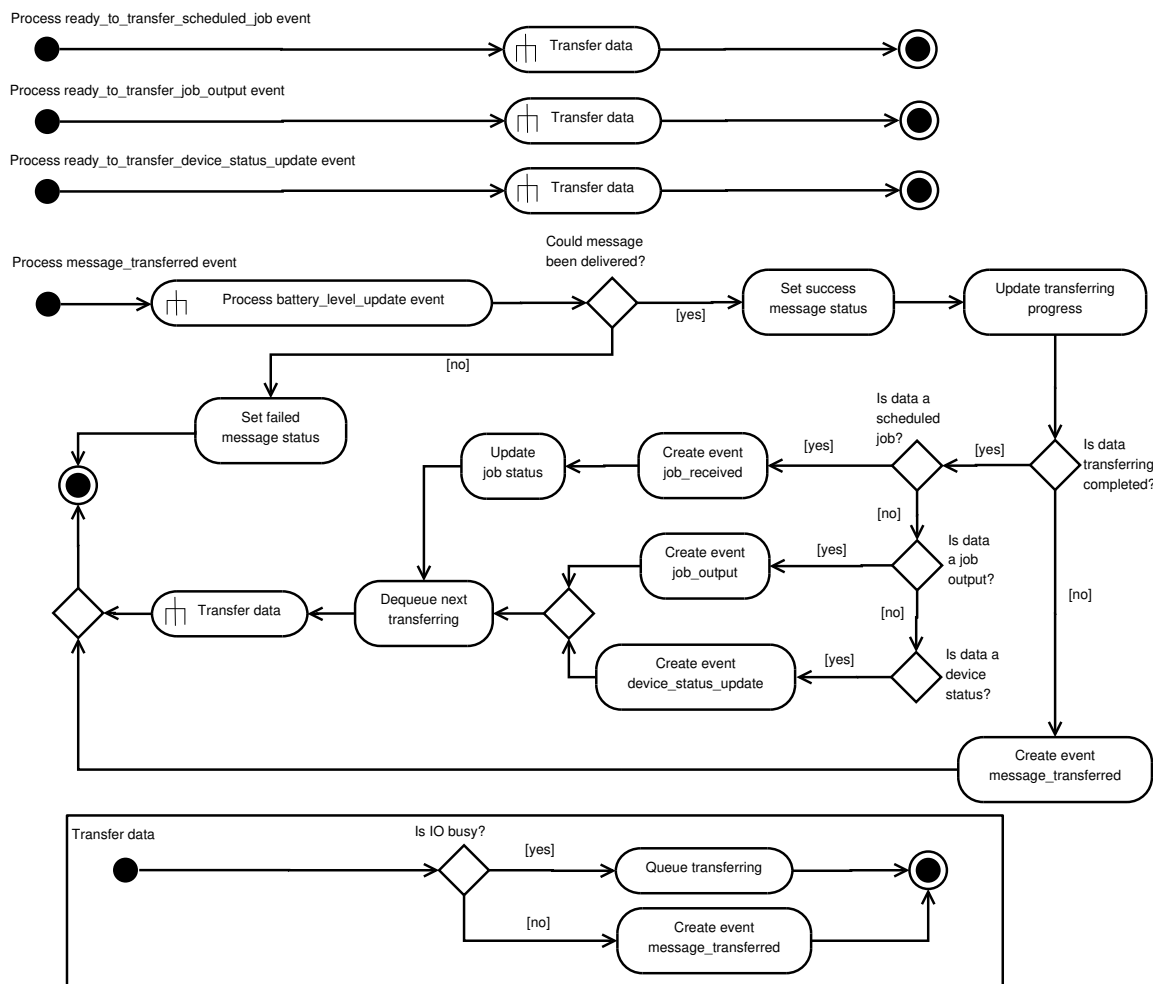 Process ready_to_transfer_scheduled_job event
Transfer data
Process ready_to_transfer_job_output event
Transfer data
Process ready_to_transfer_device_status_update event
Transfer data
Could message
been delivered?
Process message_transferred event
Process battery_level_update event
[yes]
Set success
message status
Update transferring
progress
[no]
Set failed
message status
Is data a
scheduled
job?
Update
job status
Create event
job_received
[yes]
[yes]
Is data
transferring
completed?
[no]
Create event
job_output
[yes]
Is data
a job
output?
[no]
[no]
Transfer data
Dequeue next
transferring
Create event
device_status_update
[yes]
Is data a
device
status?
Create event
message_transferred
Transfer data
Is IO busy?
[yes]
Queue transferring
[no]
Create event
message_transferred